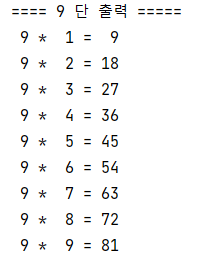 ==== 9 단 출력 =====
9 *  1 =  9
9 *  2 = 18
9 *  3 = 27
9 *  4 = 36
9 *  5 = 45
9 *  6 = 54
9 *  7 = 63
9 *  8 = 72
9 *  9 = 81